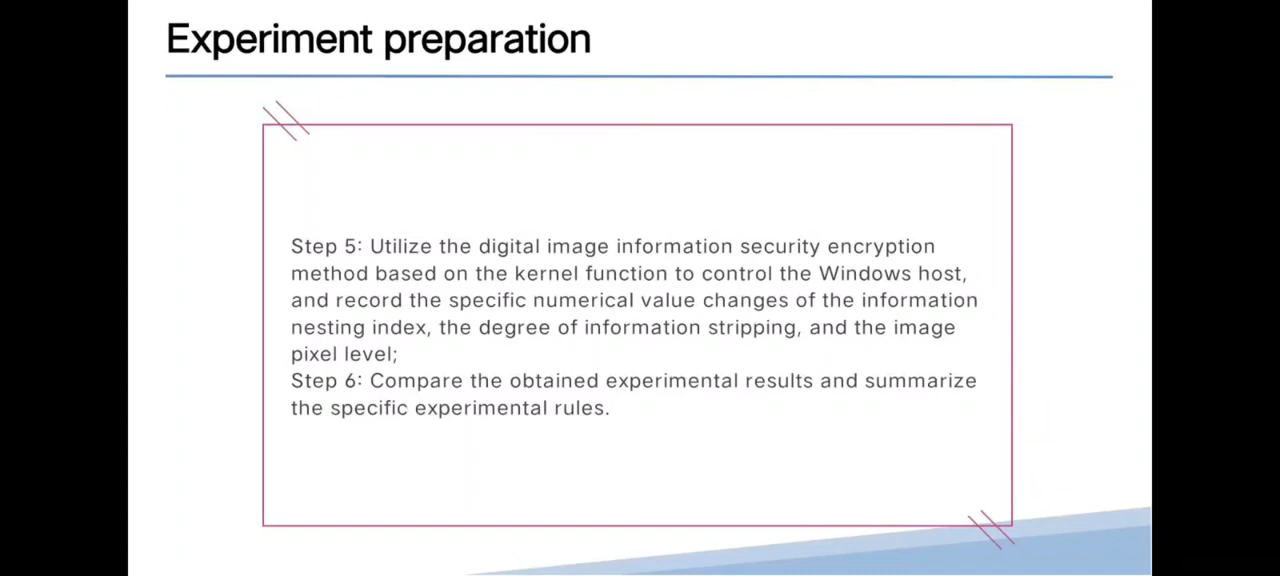 Experiment preparation
Step 5: Utilize the digital image information security encryption
method based on the kernel function to control the Windows host,
and record the specific numerical value changes of the information
nesting index, the degree of information stripping, and the image
pixel level;
Step 6: Compare the obtained experimental results and summarize
the specific experimental rules.